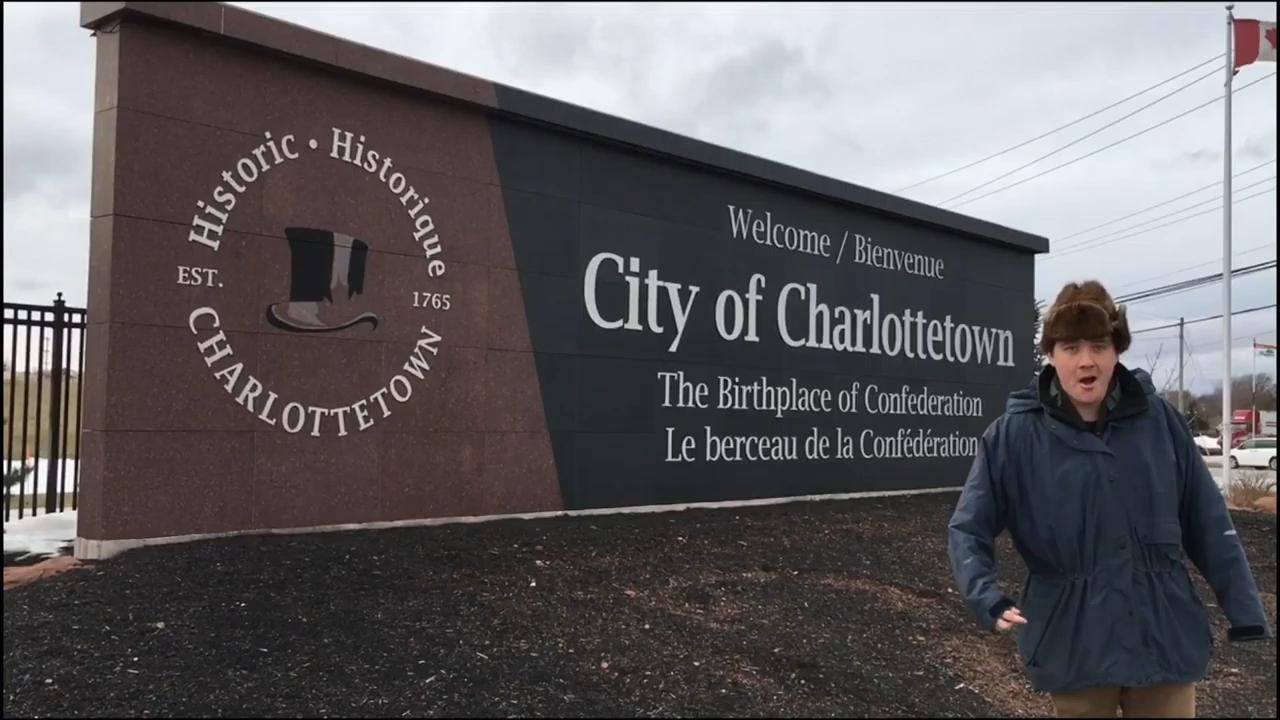 Historic • Historique
EST.
1765
CHARLOTTETOWN
Welcome / Bienvenue
City of Charlottetown
The Birthplace of Confederation
Le berceau de la Confédération